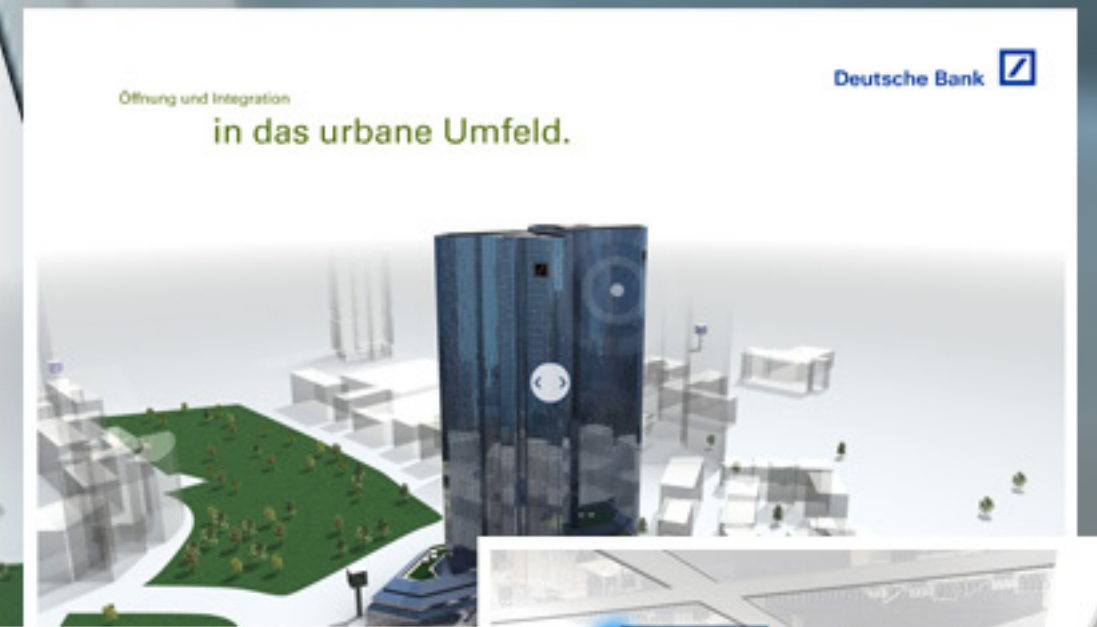 Deutsche Bank
Öffnung und Integration
in das urbane Umfeld.